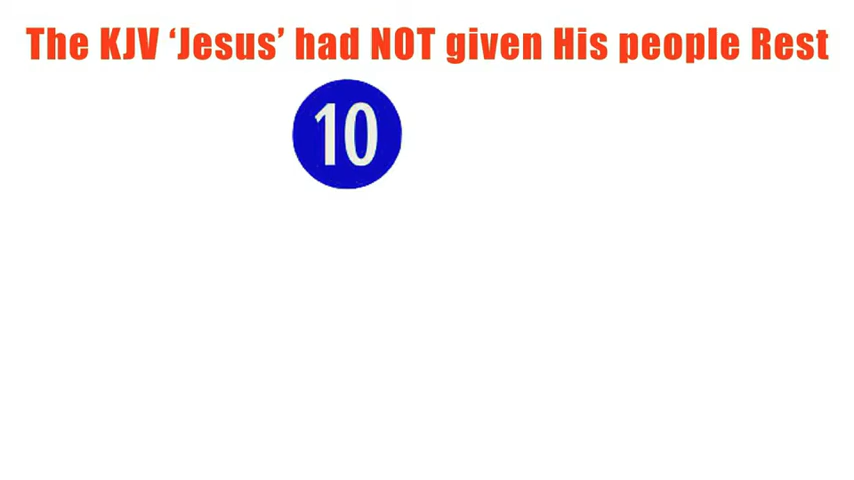 The KJV ‘Jesus’ had NOT given His people Rest
10